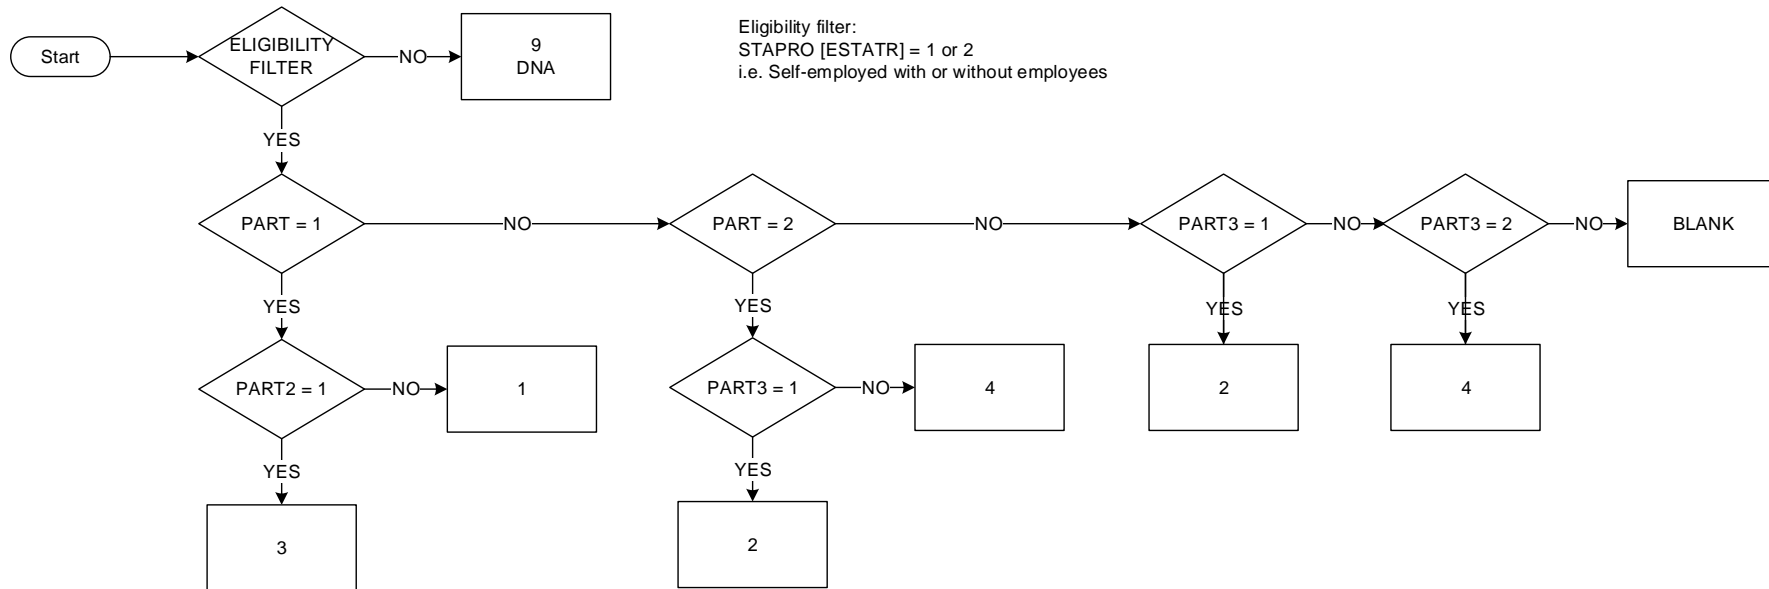 Start
ELIGIBILITY
FILTER
NO
9
DNA
Eligibility filter:
STAPRO [ESTATR] = 1 or 2
i.e. Self-employed with or without employees
YES
PART = 1
NO
PART = 2
NO
PART3 = 1
NO
PART3 = 2
NO
BLANK
YES
YES
YES
YES
PART2 = 1
NO
1
PART3 = 1
NO
4
2
4
YES
YES
3
2